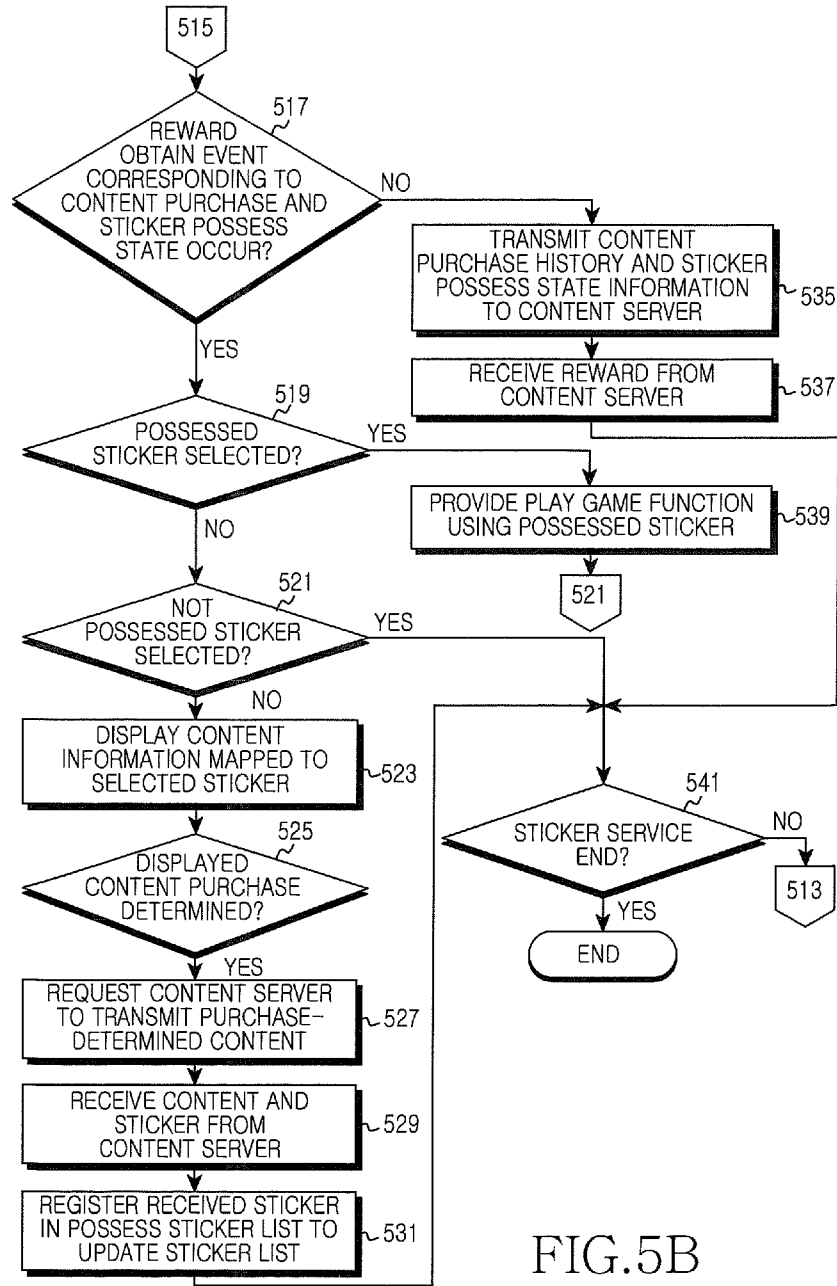 515
517
REWARD
OBTAIN EVENT
CORRESPONDING TO
CONTENT PURCHASE AND
STICKER POSSESS
STATE OCCUR?
NO
YES
TRANSMIT CONTENT
PURCHASE HISTORY AND STICKER
POSSESS STATE INFORMATION
TO CONTENT SERVER
535
RECEIVE REWARD FROM
CONTENT SERVER
537
519
POSSESSED
STICKER SELECTED?
YES
NO
PROVIDE PLAY GAME FUNCTION
USING POSSESSED STICKER
539
521
521
NOT
POSSESSED STICKER
SELECTED?
YES
NO
DISPLAY CONTENT
INFORMATION MAPPED TO
SELECTED STICKER
523
525
DISPLAYED
CONTENT PURCHASE
DETERMINED?
YES
541
STICKER SERVICE
END?
NO
513
YES
END
REQUEST CONTENT SERVER
TO TRANSMIT PURCHASE-
DETERMINED CONTENT
527
RECEIVE CONTENT AND
STICKER FROM
CONTENT SERVER
529
REGISTER RECEIVED STICKER
IN POSSESS STICKER LIST TO
UPDATE STICKER LIST
531
FIG.5B